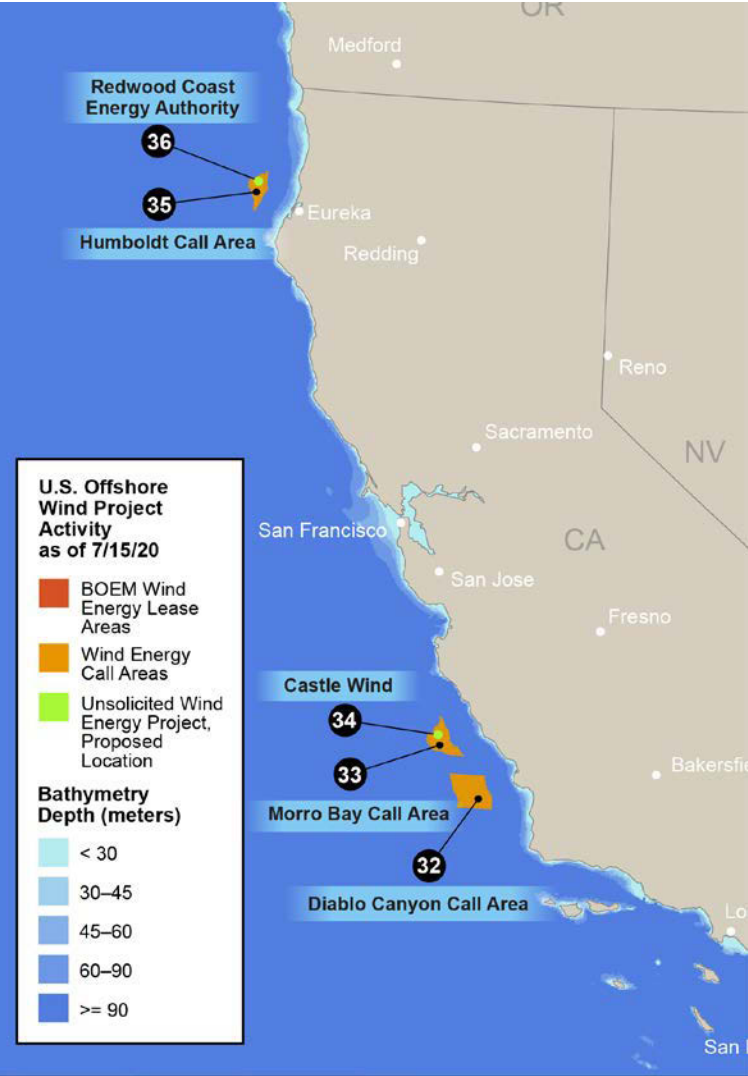 OR
Medford
Redwood Coast
Energy Authority
36
35
Eureka
Humboldt Call Area
Redding
Reno
Sacramento
NV
San Francisco
CA
San Jose
Fresno
U.S. Offshore
Wind Project
Activity
as of 7/15/20
BOEM Wind
Energy Lease
Areas
Wind Energy
Call Areas
Unsolicited Wind
Energy Project,
Proposed
Location
Bathymetry
Depth (meters)
< 30
30–45
45–60
60–90
>= 90
Castle Wind
34
33
Bakersfie
Morro Bay Call Area
32
Diablo Canyon Call Area
Lo
San